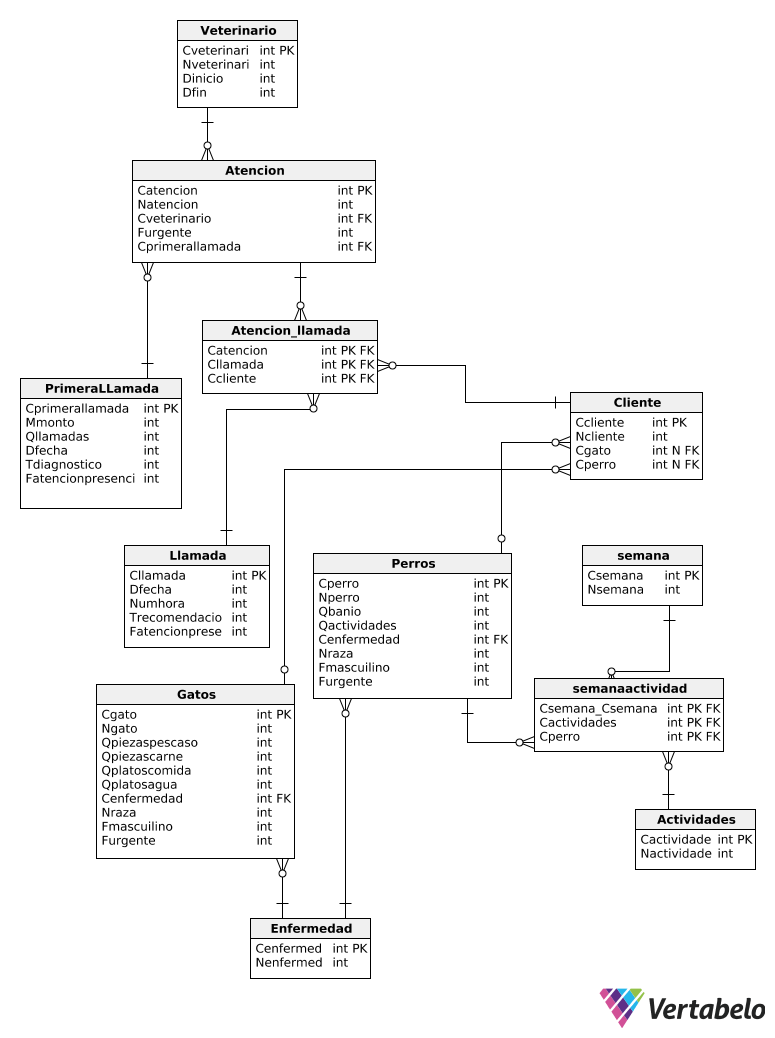 Veterinario
Cveterinari int PK
Nveterinari int
Dinicio int
Dfin int
Atencion
Catencion int PK
Natencion int
Cveterinario int FK
Furgente int
Cprimerallamada int FK
Atencion_llamada
Catencion int PK FK
Cllamada int PK FK
Ccliente int PK FK
PrimeraLLamada
Cprimerallamada int PK
Mmonto int
Qllamadas int
Dfecha int
Tdiagnostico int
Fatencionpresenci int
Cliente
Ccliente int PK
Ncliente int
Cgato int N FK
Cperro int N FK
Llamada
Cllamada int PK
Dfecha int
Numhora int
Trecomendacio int
Fatencionprese int
Perros
Cperro int PK
Nperro int
Qbanio int
Qactividades int
Cenfermedad int FK
Nraza int
Fmascuilino int
Furgente int
semana
Csemana int PK
Nsemana int
Gatos
Cgato int PK
Ngato int
Qpiezaspescaso int
Qpiezascarne int
Qplatoscomida int
Qplatosagua int
Cenfermedad int FK
Nraza int
Fmascuilino int
Furgente int
semanaactividad
Csemana_Csemana int PK FK
Cactividades int PK FK
Cperro int PK FK
Actividades
Cactividade int PK
Nactividade int
Enfermedad
Cenfermed int PK
Nenfermed int
Vertabelo